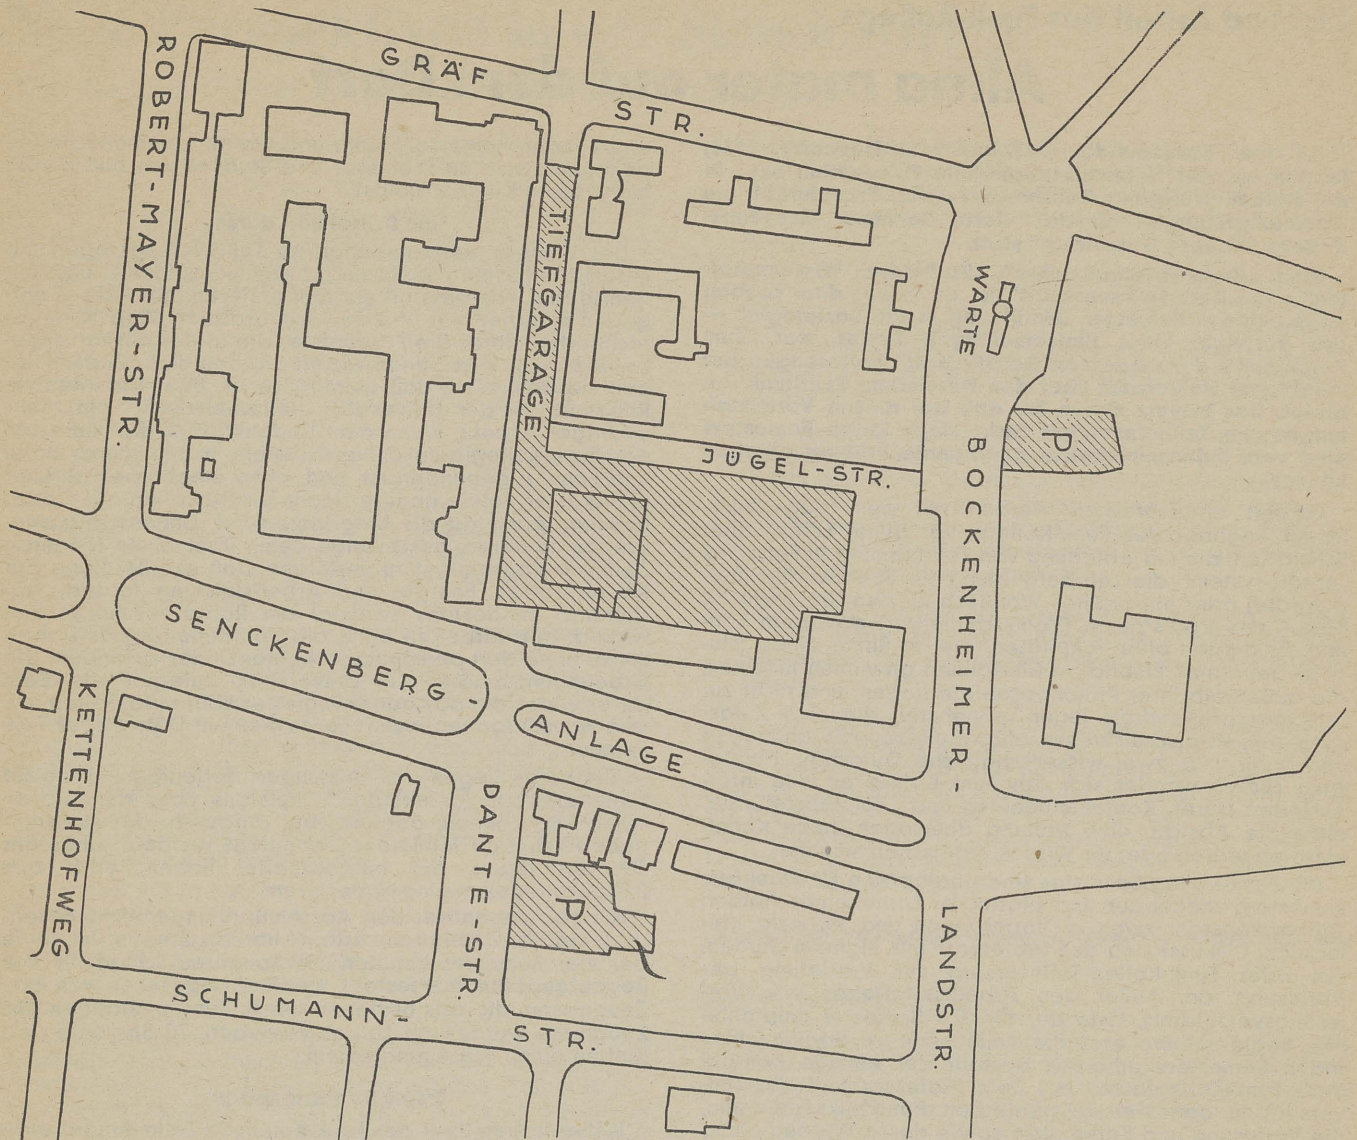 GRÄF
STR.
ROBERT-MAYER-STR.
TIEFGARAGE
WARTE
JÜGEL-STR.
P
BOCKENHEIMER-
SENCKENBERG-
ANLAGE
KETTENHOFWEG
DANTE-STR.
P
LANDSTR.
SCHUMANN-
STR.